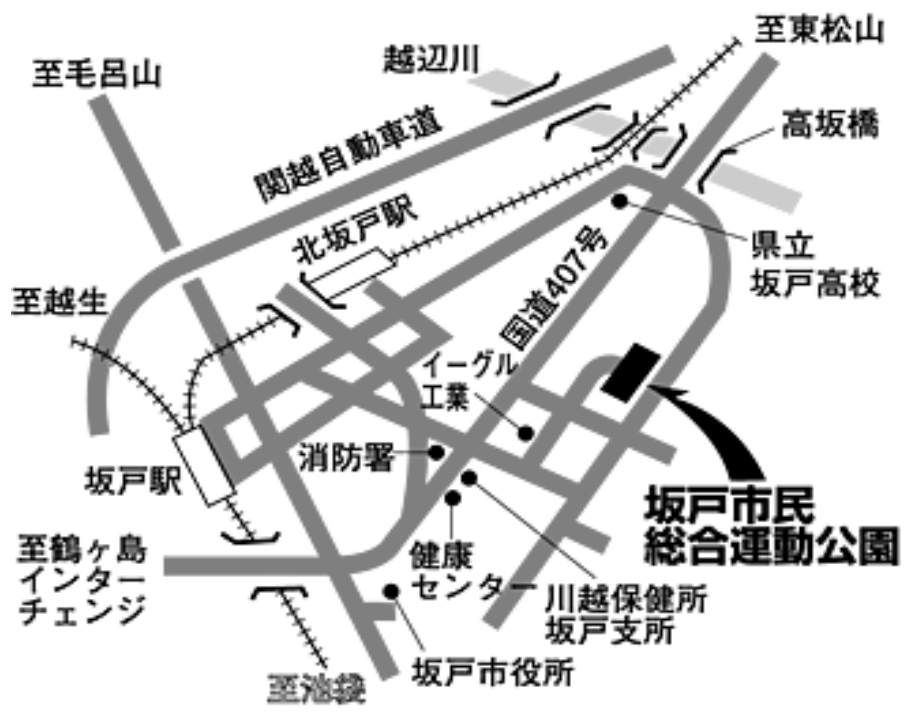 至東松山
越辺川
至毛呂山
高坂橋
関越自動車道
北坂戸駅
県立
坂戸高校
国道407号
至越生
イーグル
工業
消防署
坂戸駅
坂戸市民
総合運動公園
至鶴ヶ島
インター
チェンジ
健康
センター
川越保健所
坂戸支所
坂戸市役所
至池袋